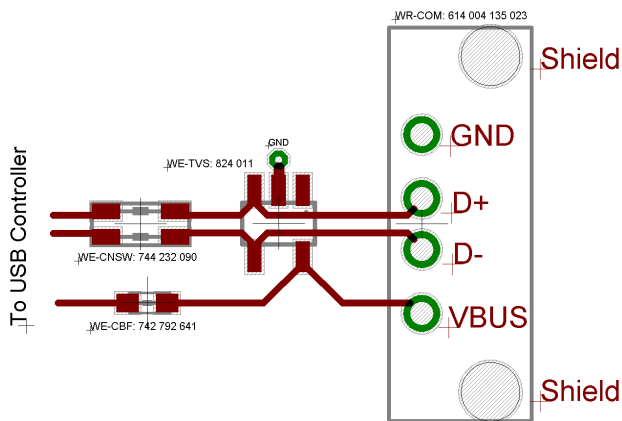 WR-COM: 614 004 135 023
Shield
GND
GND
WE-TVS: 824 011
D+
D-
WE-CNSW: 744 232 090
VBUS
WE-CBF: 742 792 641
To USB Controller
Shield